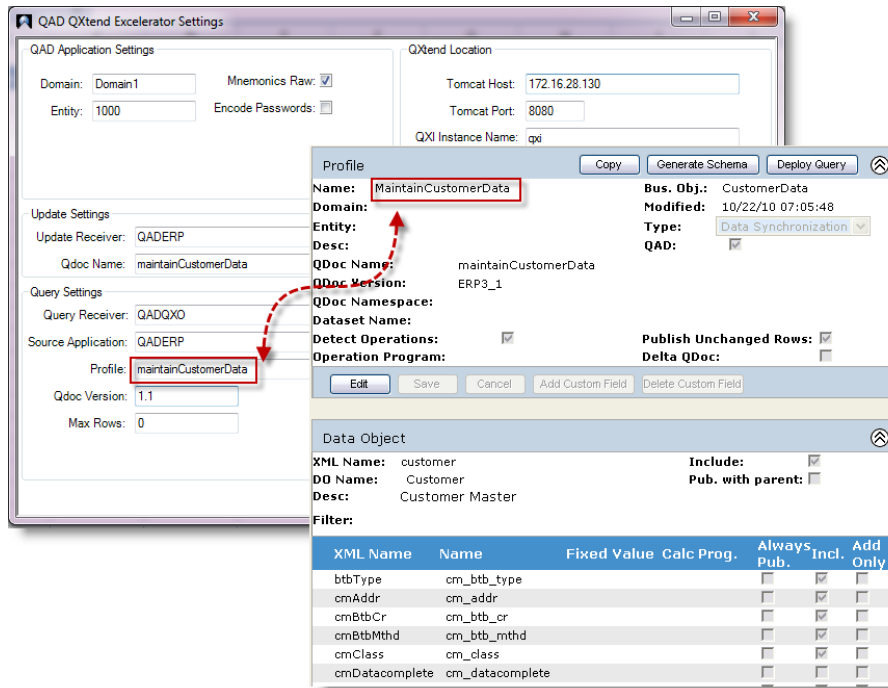 QAD QXtend Excelerator Settings
QAD Application Settings
Domain: Domain1
Mnemonics Raw:
Entity: 1000
Encode Passwords:
QXtend Location
Tomcat Host: 172.16.28.130
Tomcat Port: 8080
QXI Instance Name: qxi
Update Settings
Update Receiver: QADERP
Qdoc Name: maintainCustomerData
Query Settings
Query Receiver: QADQXO
Source Application: QADERP
Profile: maintainCustomerData
Qdoc Version: 1.1
Max Rows: 0
Profile
Copy
Generate Schema
Deploy Query
Name: MaintainCustomerData
Bus. Obj.: CustomerData
Domain:
Modified: 10/22/10 07:05:48
Entity:
Type: Data Synchronization
Desc:
QAD:
QDoc Name: maintainCustomerData
QDoc Version: ERP3_1
QDoc Namespace:
Dataset Name:
Detect Operations:
Publish Unchanged Rows:
Operation Program:
Delta QDoc:
Edit
Save
Cancel
Add Custom Field
Delete Custom Field
Data Object
XML Name: customer
Include:
DO Name: Customer
Pub. with parent:
Desc: Customer Master
Filter:
XML Name Name Fixed Value Calc Prog. Always Pub. Incl. Add Only
btbType cm_btb_type
cmAddr cm_addr
cmBtbCr cm_btb_cr
cmBtbMthd cm_btb_mthd
cmClass cm_class
cmDatacomplete cm_datacomplete